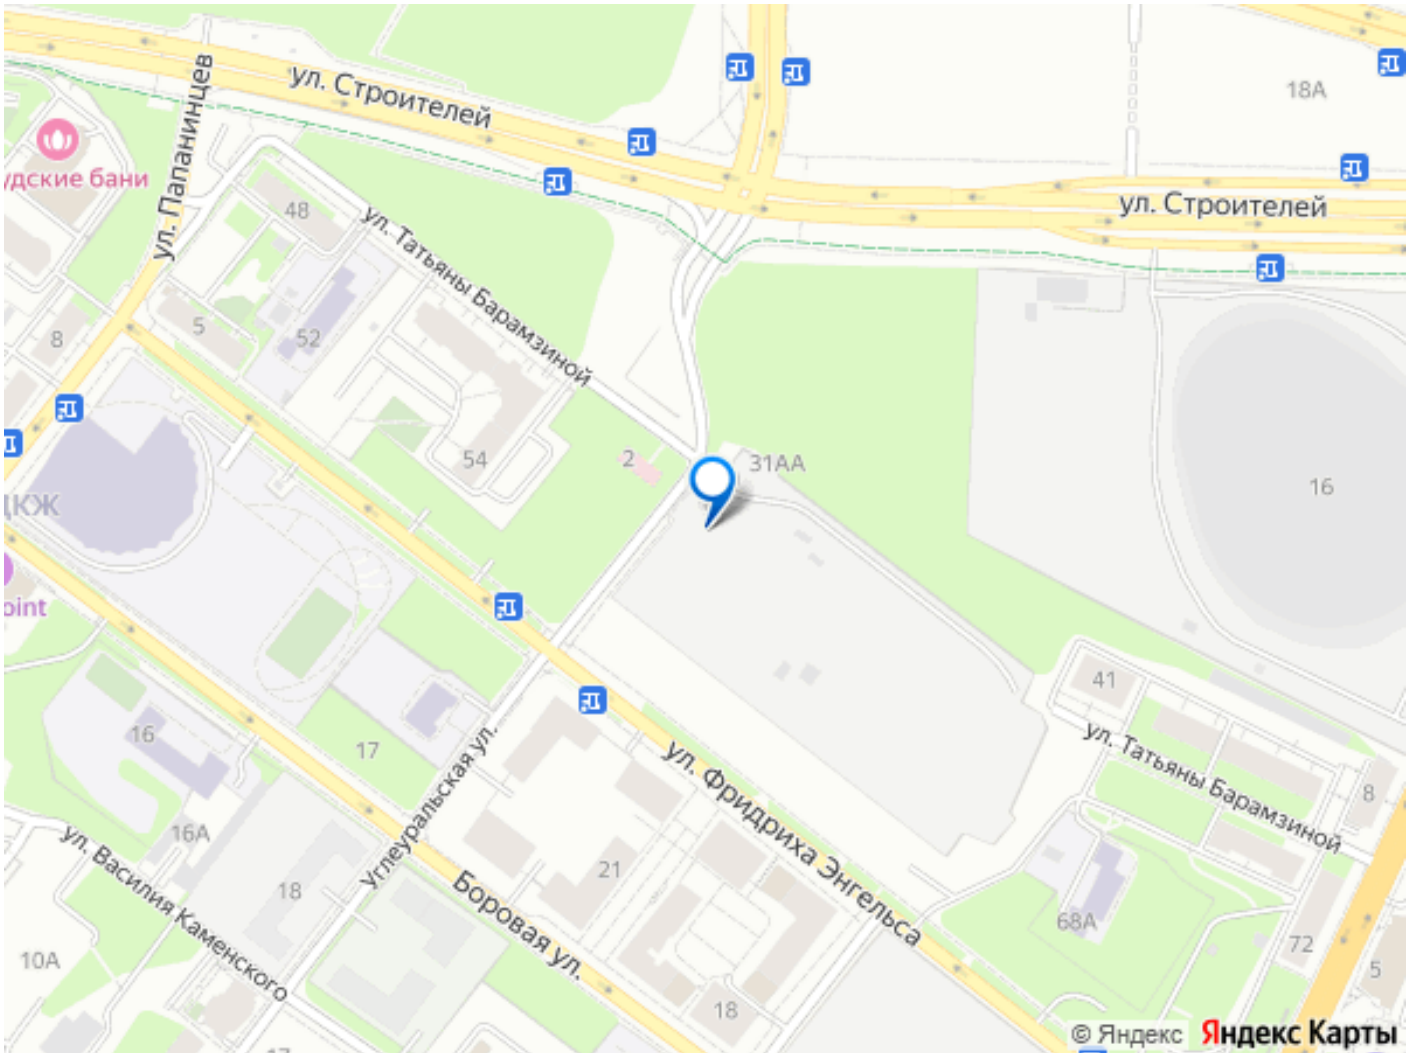 ул. Строителей
18А
ул. Папанинцев
удские бани
ул. Строителей
48
ул. Татьяны Барамзиной
5
52
8
54
2
31АА
16
ДКЖ
oint
41
16
17
ул. Татьяны Барамзиной
ул. Фридриха Энгельса
Углеуральская ул.
8
16А
ул. Василия Каменского
18
21
Боровая ул.
68А
72
10А
5
18
17
© Яндекс Яндекс Карты